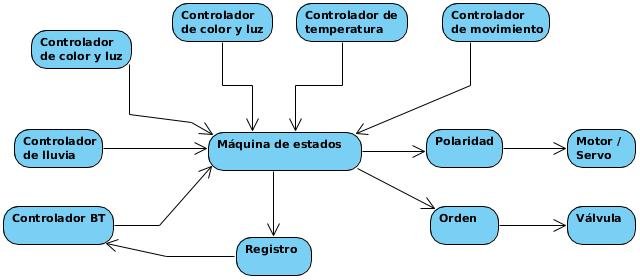 Controlador
de color y luz
Controlador
de color y luz
Controlador de
temperatura
Controlador
de movimiento
Controlador
de lluvia
Máquina de estados
Polaridad
Motor /
Servo
Controlador BT
Registro
Orden
Válvula